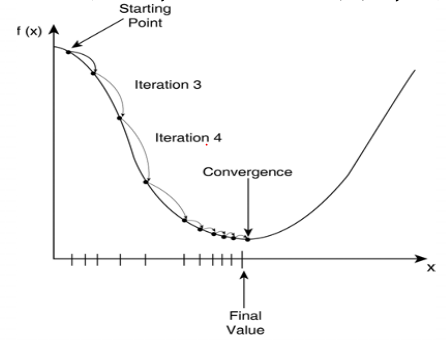 Starting
Point
f (x)
Iteration 3
Iteration 4
Convergence
x
Final
Value